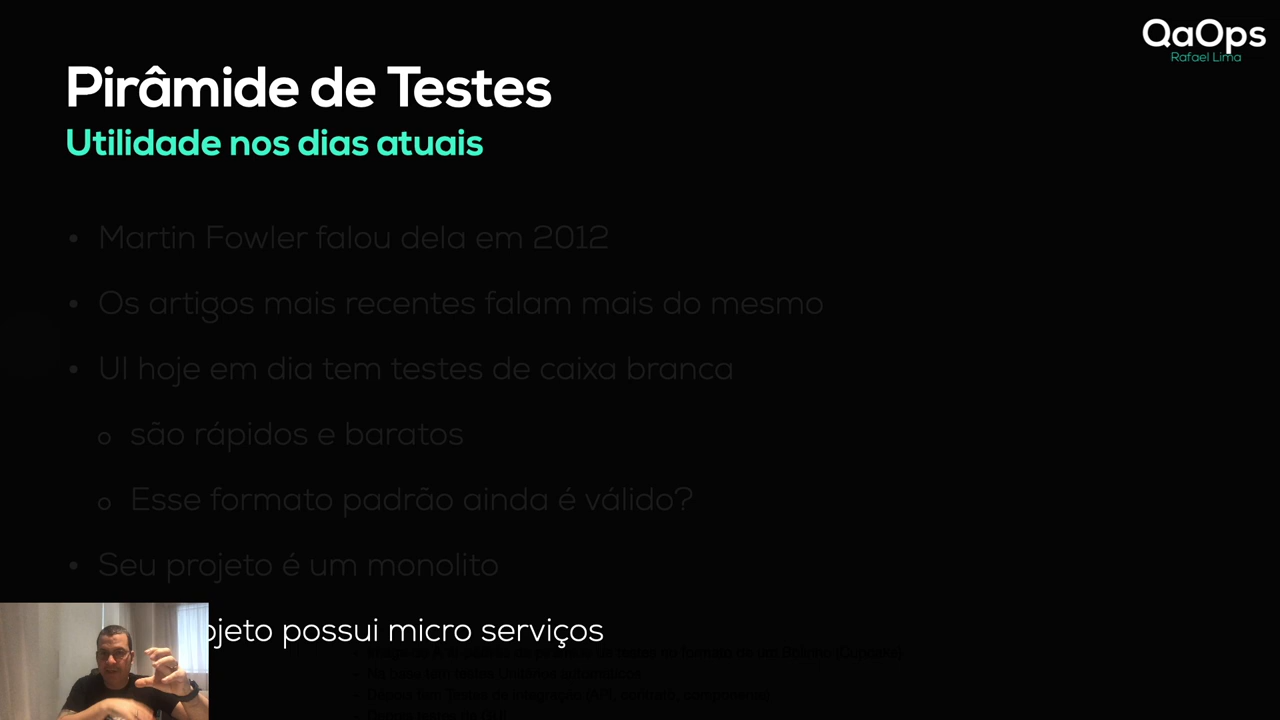 QaOps
Rafael Lima
Pirâmide de Testes
Utilidade nos dias atuais
• Martin Fowler falou dela em 2012
• Os artigos mais recentes falam mais do mesmo
• UI hoje em dia tem testes de caixa branca
o são rápidos e baratos
o Esse formato padrão ainda é válido?
• Seu projeto é um monolito
ojeto possui micro serviços